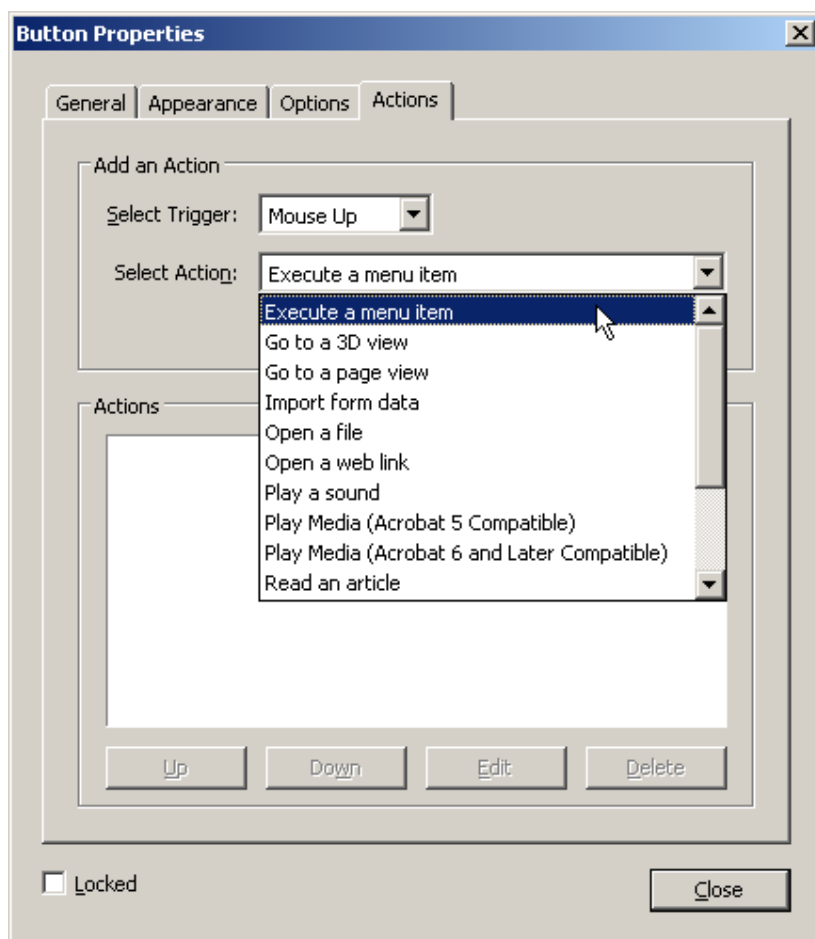 Button Properties
General Appearance Options Actions
Add an Action
Select Trigger: Mouse Up
Select Action: Execute a menu item
Execute a menu item
Go to a 3D view
Go to a page view
Import form data
Open a file
Open a web link
Play a sound
Play Media (Acrobat 5 Compatible)
Play Media (Acrobat 6 and Later Compatible)
Read an article
Actions
Up Down Edit Delete
Locked Close